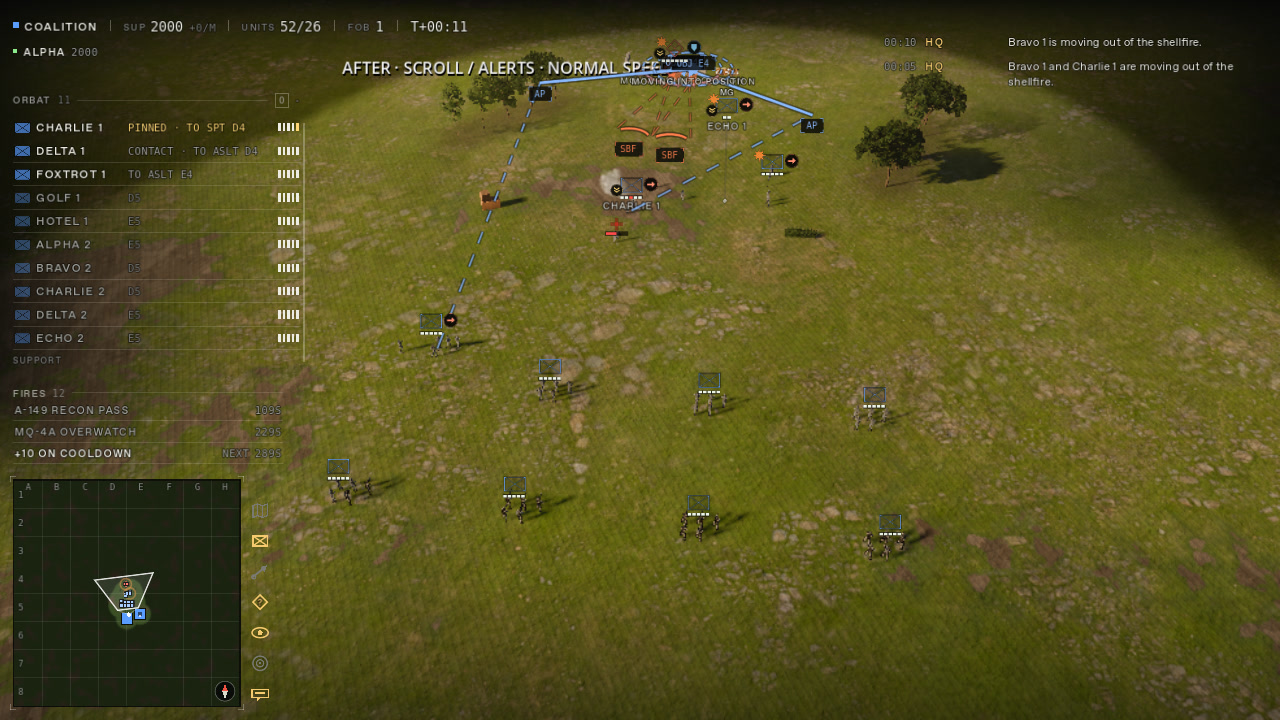 COALITION SUP 2000 +0/M UNITS 52/26 FOB 1 T+00:11
ALPHA 2000
00:10 HQ Bravo 1 is moving out of the shellfire.
00:05 HQ Bravo 1 and Charlie 1 are moving out of the shellfire.
AFTER · SCROLL / ALERTS · NORMAL SPEE
OBJ E4
MOVING INTO POSITION
MG
AP
AP
ECHO 1
SBF
SBF
CHARLIE 1
ORBAT 11 0
CHARLIE 1 PINNED · TO SPT D4
DELTA 1 CONTACT · TO ASLT D4
FOXTROT 1 TO ASLT E4
GOLF 1 D5
HOTEL 1 E5
ALPHA 2 E5
BRAVO 2 D5
CHARLIE 2 D5
DELTA 2 E5
ECHO 2 E5
SUPPORT
FIRES 12
A-149 RECON PASS 109S
MQ-4A OVERWATCH 229S
+10 ON COOLDOWN NEXT 289S
A B C D E F G H
1
2
3
4
5
6
7
8